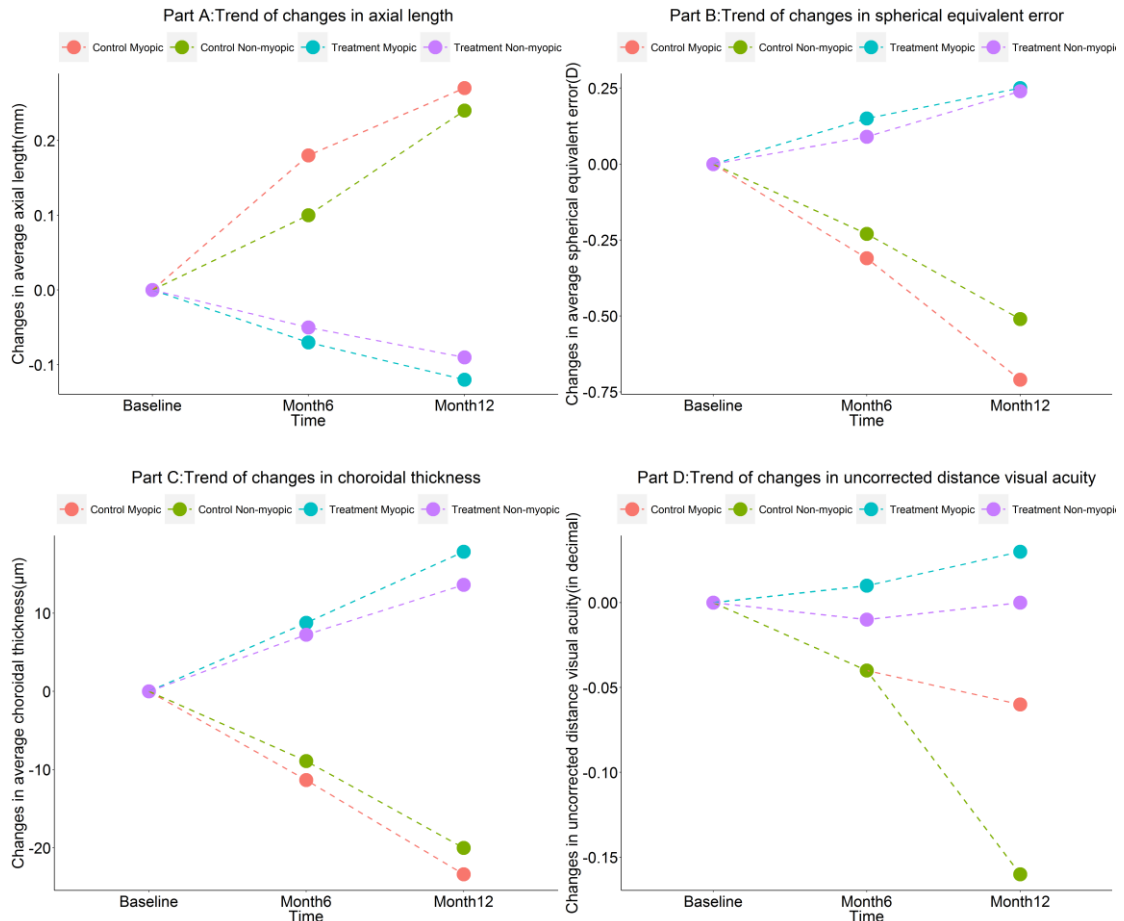 Part A:Trend of changes in axial length
Control Myopic Control Non-myopic Treatment Myopic Treatment Non-myopic
Changes in average axial length(mm)
0.2
0.1
0.0
-0.1
Baseline Month6 Month12
Time
Part B:Trend of changes in spherical equivalent error
Control Myopic Control Non-myopic Treatment Myopic Treatment Non-myopic
Changes in average spherical equivalent error(D)
0.25
0.00
-0.25
-0.50
-0.75
Baseline Month6 Month12
Time
Part C:Trend of changes in choroidal thickness
Control Myopic Control Non-myopic Treatment Myopic Treatment Non-myopic
Changes in average choroidal thickness(μm)
10
0
-10
-20
Baseline Month6 Month12
Time
Part D:Trend of changes in uncorrected distance visual acuity
Control Myopic Control Non-myopic Treatment Myopic Treatment Non-myopic
Changes in uncorrected distance visual acuity(in decimal)
0.00
-0.05
-0.10
-0.15
Baseline Month6 Month12
Time